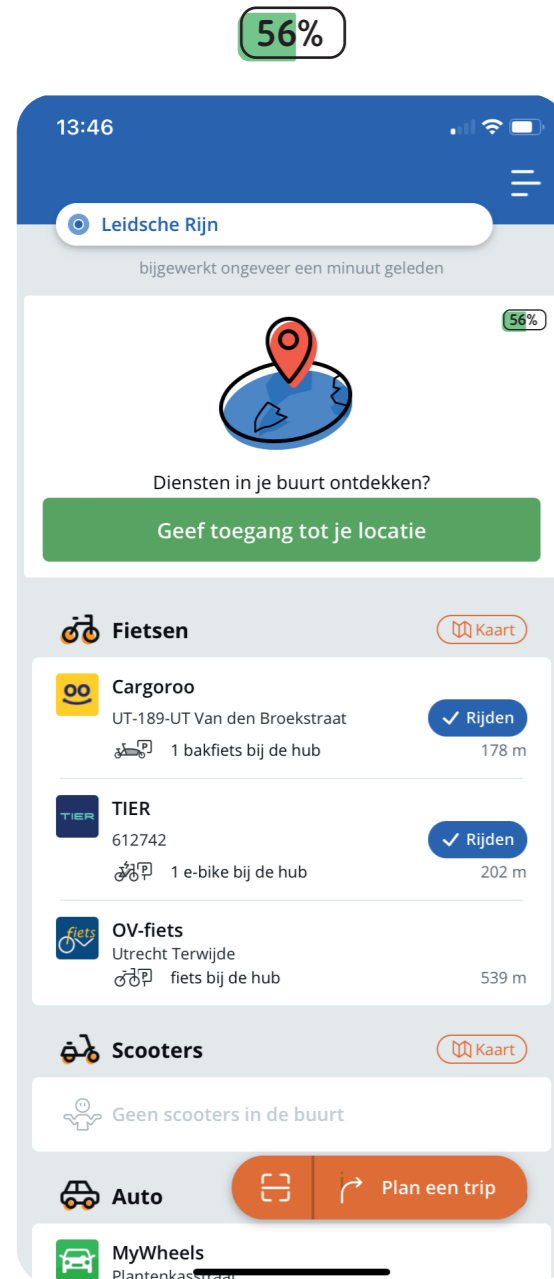 56%
13:46
Leidsche Rijn
bijgewerkt ongeveer een minuut geleden
56%
Diensten in je buurt ontdekken?
Geef toegang tot je locatie
Fietsen
Kaart
Cargoroo
UT-189-UT Van den Broekstraat
Rijden
P
1 bakfiets bij de hub
178 m
TIER
TIER
612742
Rijden
P
1 e-bike bij de hub
202 m
fiets
OV-fiets
Utrecht Terwijde
P
fiets bij de hub
539 m
Scooters
Kaart
Geen scooters in de buurt
Auto
Plan een trip
MyWheels
Plantenkasstraat